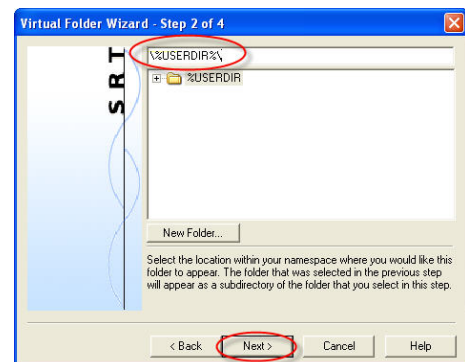 Virtual Folder Wizard - Step 2 of 4
SRT
\%USERDIR%\
%USERDIR
New Folder...
Select the location within your namespace where you would like this
folder to appear. The folder that was selected in the previous step
will appear as a subdirectory of the folder that you select in this step.
< Back Next > Cancel Help